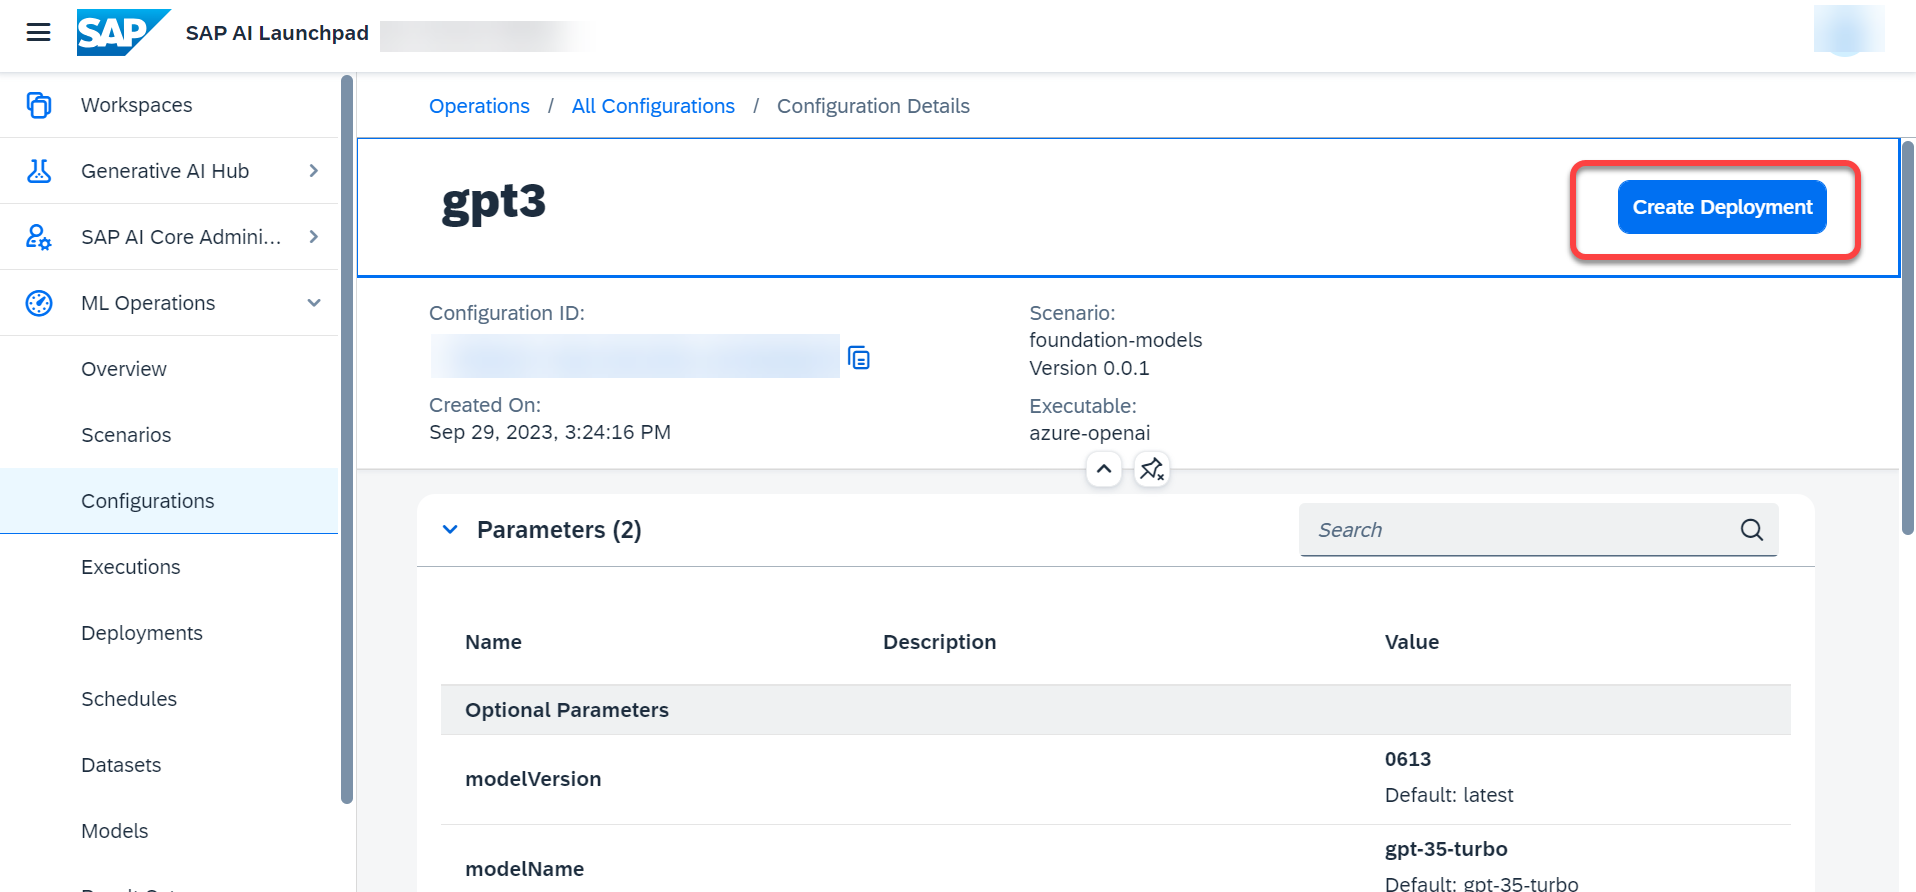 SAP
SAP AI Launchpad
Workspaces
Generative AI Hub
SAP AI Core Admini...
ML Operations
Overview
Scenarios
Configurations
Executions
Deployments
Schedules
Datasets
Models
Operations / All Configurations / Configuration Details
gpt3
Create Deployment
Configuration ID:
Created On:
Sep 29, 2023, 3:24:16 PM
Scenario:
foundation-models
Version 0.0.1
Executable:
azure-openai
Parameters (2)
Search
Name Description Value
Optional Parameters
modelVersion
0613
Default: latest
modelName
gpt-35-turbo
Default: gpt-35-turbo